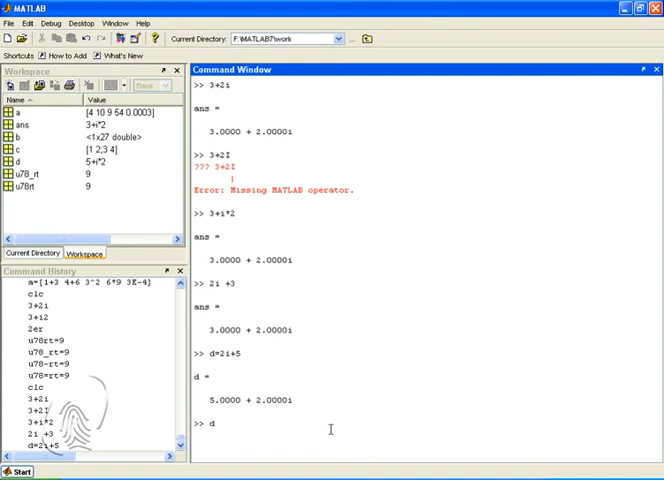 MATLAB
File Edit Debug Desktop Window Help
Current Directory: F:\MATLAB7\work
Shortcuts How to Add What's New
Workspace
Base
Name Value
a [4 10 9 54 0.0003]
ans 3+i*2
b <1x27 double>
c [1 2;3 4]
d 5+i*2
u78_rt 9
u78rt 9
Current Directory Workspace
Command History
a=[1+3 4+6 3^2 6*9 3E-4]
clc
3+2i
3+i2
2er
u78rt=9
u78_rt=9
u78-rt=9
u78=rt=9
clc
3+2i
3+2I
3+i*2
2i +3
d=2i+5
Command Window
>> 3+2i
ans =
3.0000 + 2.0000i
>> 3+2I
??? 3+2I
|
Error: Missing MATLAB operator.
>> 3+i*2
ans =
3.0000 + 2.0000i
>> 2i +3
ans =
3.0000 + 2.0000i
>> d=2i+5
d =
5.0000 + 2.0000i
>> d
Start